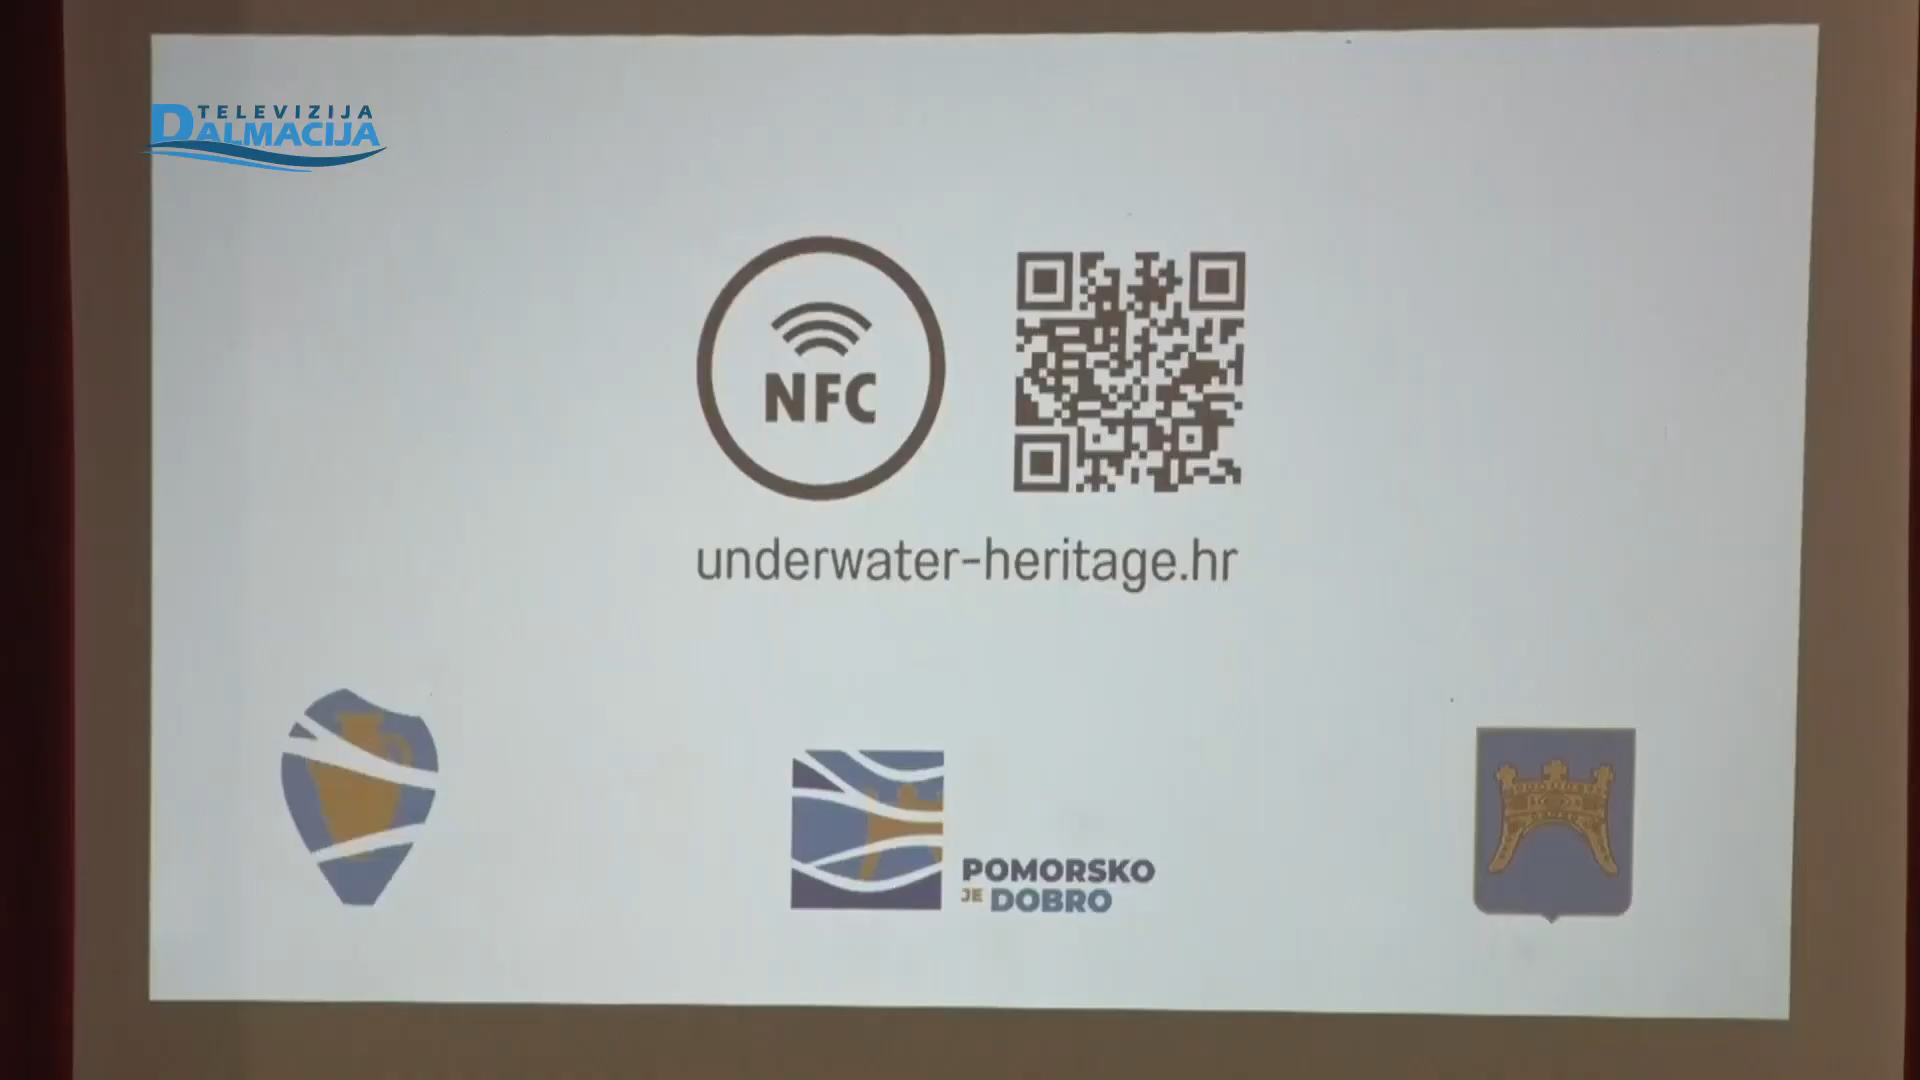 TELEVIZIJA
DALMACIJA
NFC
underwater-heritage.hr
POMORSKO
JE DOBRO